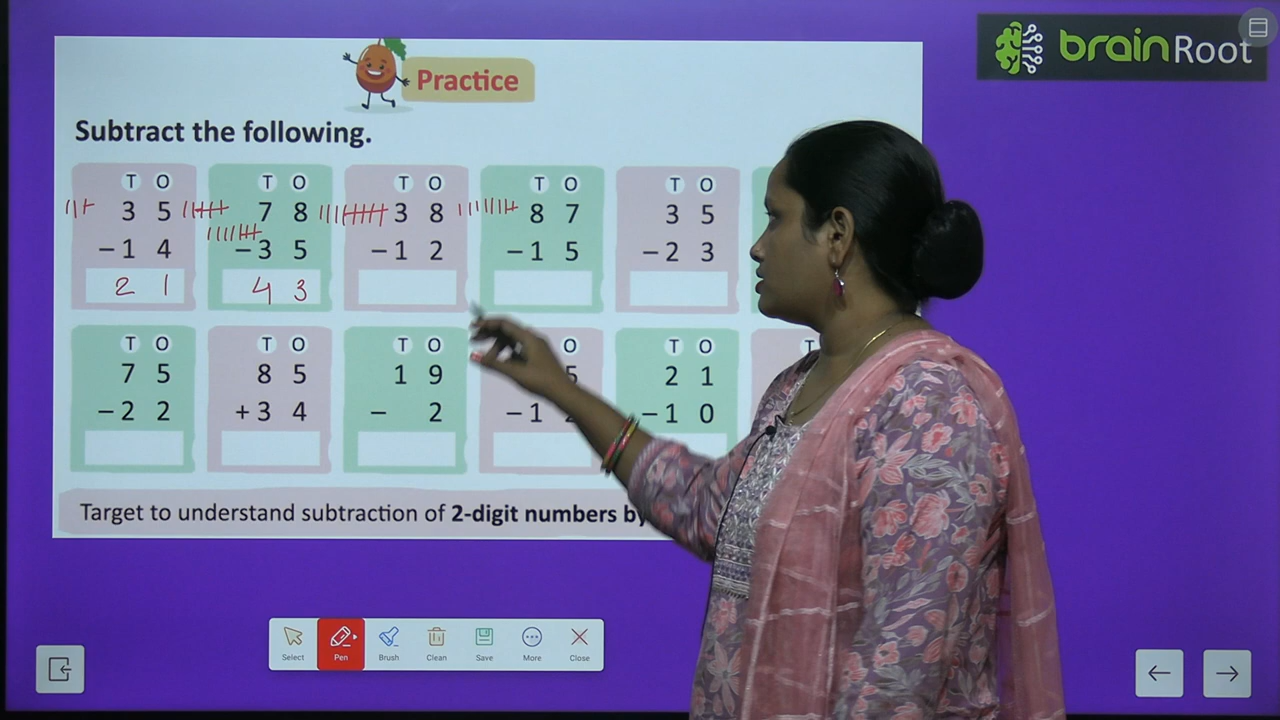 brainRoot
Practice
Subtract the following.
T O T O T O T O T O
3 5 7 8 3 8 8 7 3 5
−1 4 −3 5 −1 2 −1 5 −2 3
2 1 4 3
T O T O T O O T O T
7 5 8 5 1 9 5 2 1
−2 2 +3 4 − 2 −1 −1 0
Target to understand subtraction of 2-digit numbers by
Select Pen Brush Clean Save More Close